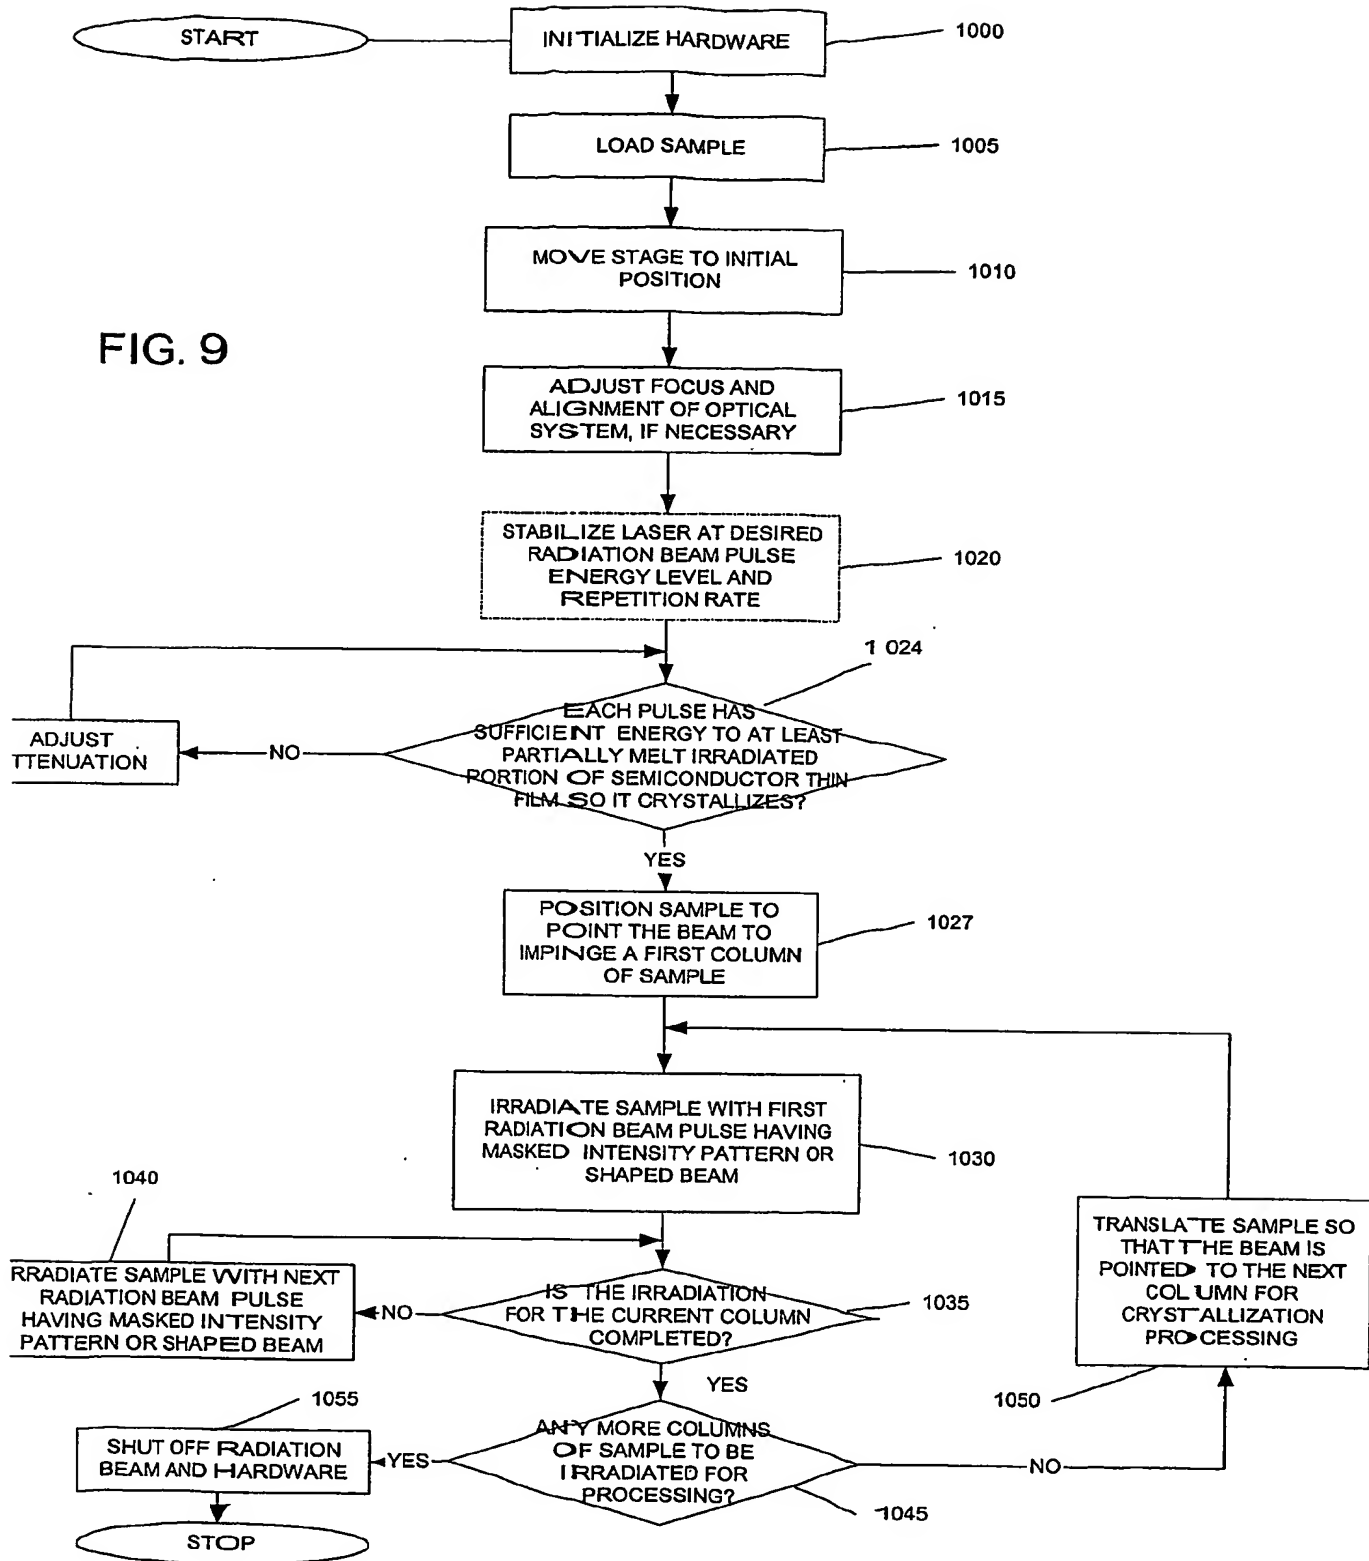 START
INITIALIZE HARDWARE
1000
LOAD SAMPLE
1005
MOVE STAGE TO INITIAL
POSITION
1010
FIG. 9
ADJUST FOCUS AND
ALIGNMENT OF OPTICAL
SYSTEM, IF NECESSARY
1015
STABILIZE LASER AT DESIRED
RADIATION BEAM PULSE
ENERGY LEVEL AND
REPETITION RATE
1020
1 024
EACH PULSE HAS
SUFFICIENT ENERGY TO AT LEAST
PARTIALLY MELT IRRADIATED
PORTION OF SEMICONDUCTOR THIN
FILM SO IT CRYSTALLIZES?
NO
ADJUST
TTENUATION
YES
POSITION SAMPLE TO
POINT THE BEAM TO
IMPINGE A FIRST COLUMN
OF SAMPLE
1027
IRRADIATE SAMPLE WITH FIRST
RADIATION BEAM PULSE HAVING
MASKED INTENSITY PATTERN OR
SHAPED BEAM
1030
1040
RRADIATE SAMPLE WITH NEXT
RADIATION BEAM PULSE
HAVING MASKED INTENSITY
PATTERN OR SHAPED BEAM
NO
IS THE IRRADIATION
FOR THE CURRENT COLUMN
COMPLETED?
1035
TRANSLATE SAMPLE SO
THAT THE BEAM IS
POINTED TO THE NEXT
COLUMN FOR
CRYSTALLIZATION
PROCESSING
1050
YES
1055
SHUT OFF RADIATION
BEAM AND HARDWARE
YES
ANY MORE COLUMNS
OF SAMPLE TO BE
IRRADIATED FOR
PROCESSING?
NO
1045
STOP